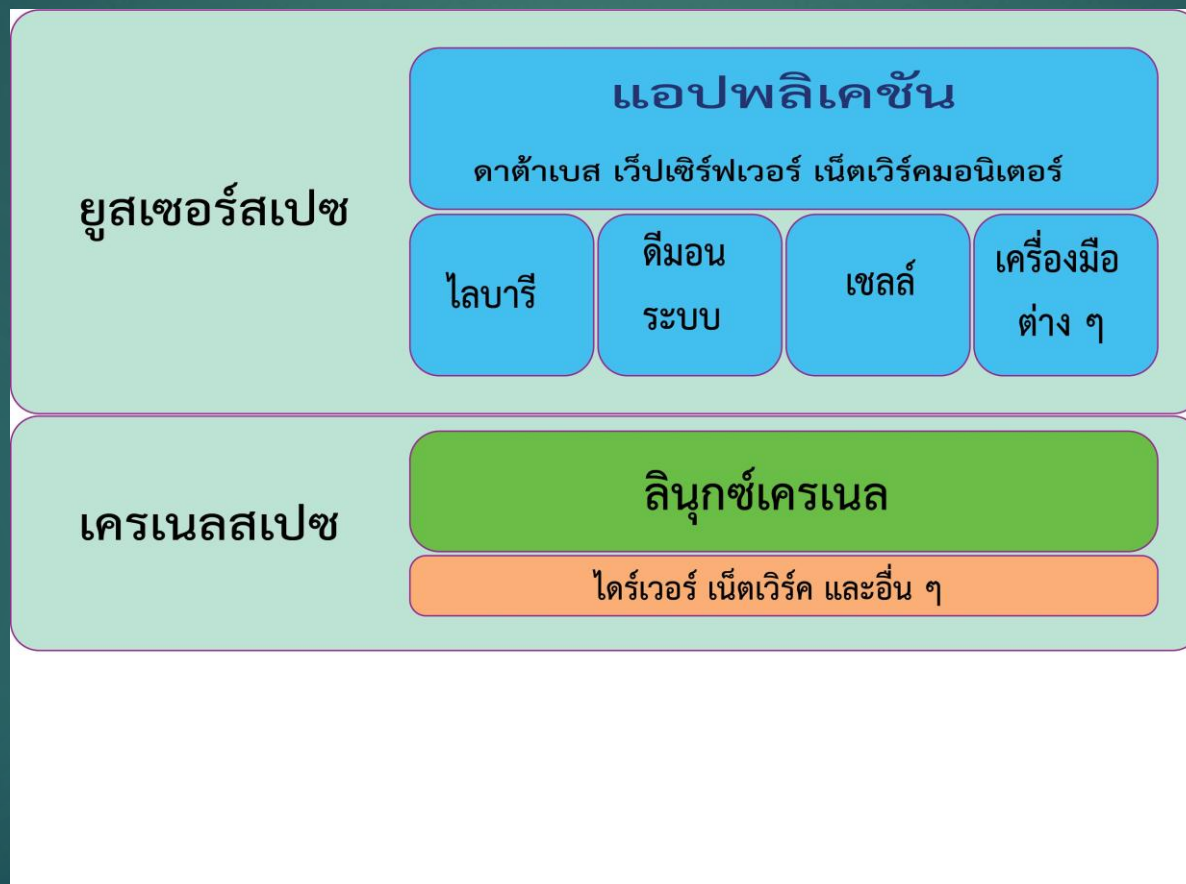 แอปพลิเคชัน
ดาต้าเบส เว็ปเซิร์ฟเวอร์ เน็ตเวิร์คมอนิเตอร์
ยูสเซอร์สเปซ
ไลบารี
ดีมอน
ระบบ
เชลล์
เครื่องมือ
ต่าง ๆ
ลินุกซ์เครเนล
เครเนลสเปซ
ไดร์เวอร์ เน็ตเวิร์ค และอื่น ๆ